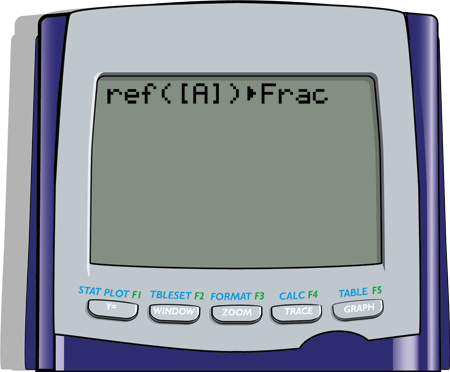 ref([A])▸Frac
STAT PLOT F1 TBLSET F2 FORMAT F3 CALC F4 TABLE F5
Y= WINDOW ZOOM TRACE GRAPH